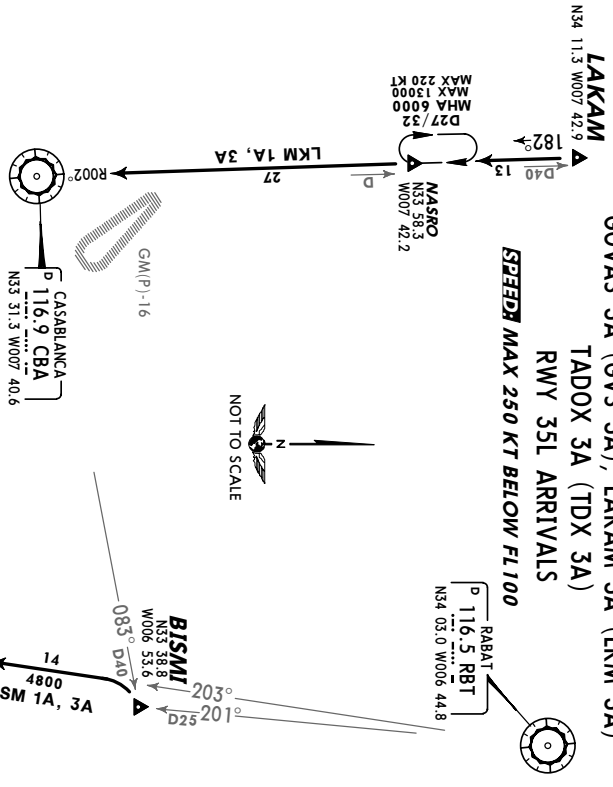 GOVAS 3A (GVS 3A), LAKAM 3A (LKM 3A)
TADOX 3A (TDX 3A)
RWY 35L ARRIVALS
SPEED: MAX 250 KT BELOW FL100
LAKAM
N34 11.3 W007 42.9
182°
D40
13
D27/32
MHA 6000
MAX 13000
MAX 220 KT
NASRO
N33 58.3
W007 42.2
D
27
LKM 1A, 3A
R002°
GM(P)-16
CASABLANCA
D 116.9 CBA
N33 31.3 W007 40.6
N
NOT TO SCALE
RABAT
D 116.5 RBT
N34 03.0 W006 44.8
BISMI
N33 38.8
W006 53.6
083°
D40
203°
201°
D25
14
4800
SM 1A, 3A